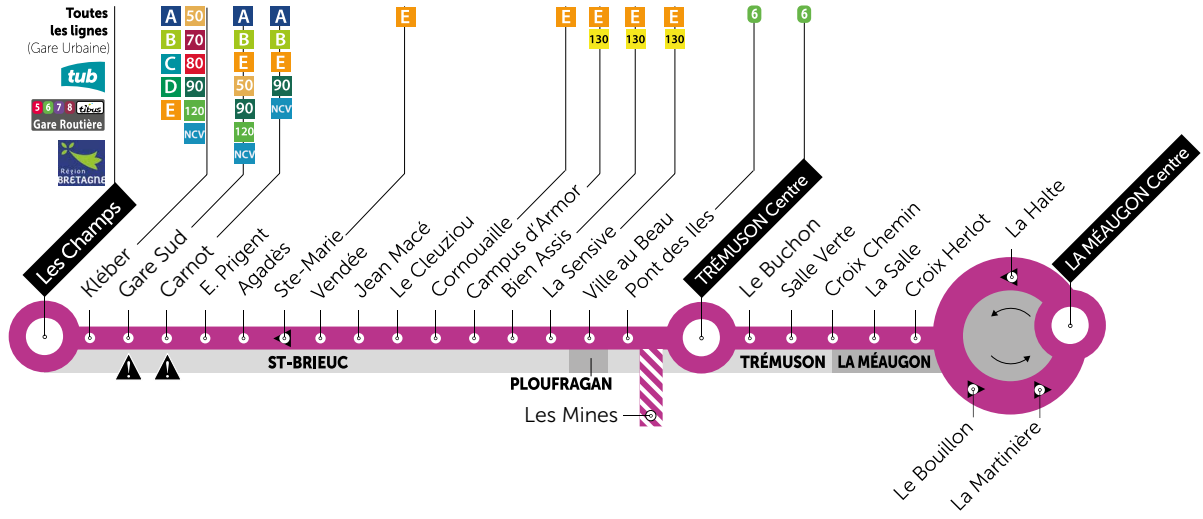 Toutes
les lignes
(Gare Urbaine)
tub
5 6 7 8 tibus
Gare Routière
Région
BRETAGNE
A 50
B 70
C 80
D 90
E 120
NCV
A
B
E
50
90
120
NCV
A
B
E
90
NCV
E
E
E
130
E
130
E
130
6
6
Les Champs
Kléber
Gare Sud
Carnot
E. Prigent
Agadès
Ste-Marie
Vendée
Jean Macé
Le Cleuziou
Cornouaille
Campus d'Armor
Bien Assis
La Sensive
Ville au Beau
Pont des Iles
TRÉMUSON Centre
Le Buchon
Salle Verte
Croix Chemin
La Salle
Croix Herlot
La Halte
LA MÉAUGON Centre
ST-BRIEUC
PLOUFRAGAN
TRÉMUSON
LA MÉAUGON
!
!
Les Mines
Le Bouillon
La Martinière